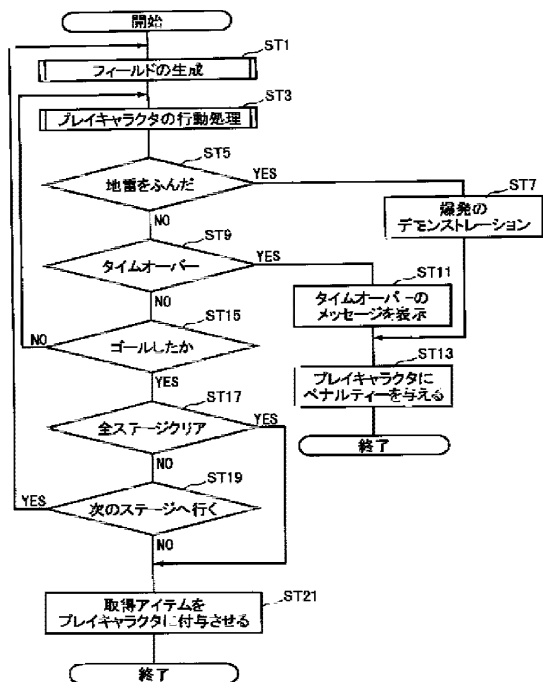 開始
ST1
フィールドの生成
ST3
プレイキャラクタの行動処理
ST5
地雷をふんだ
YES
NO
ST7
爆発の
デモンストレーション
ST9
タイムオーバー
YES
NO
ST11
タイムオーバーの
メッセージを表示
ST13
プレイキャラクタに
ペナルティーを与える
終了
ST15
ゴールしたか
NO
YES
ST17
全ステージクリア
YES
NO
ST19
次のステージへ行く
YES
NO
ST21
取得アイテムを
プレイキャラクタに付与させる
終了